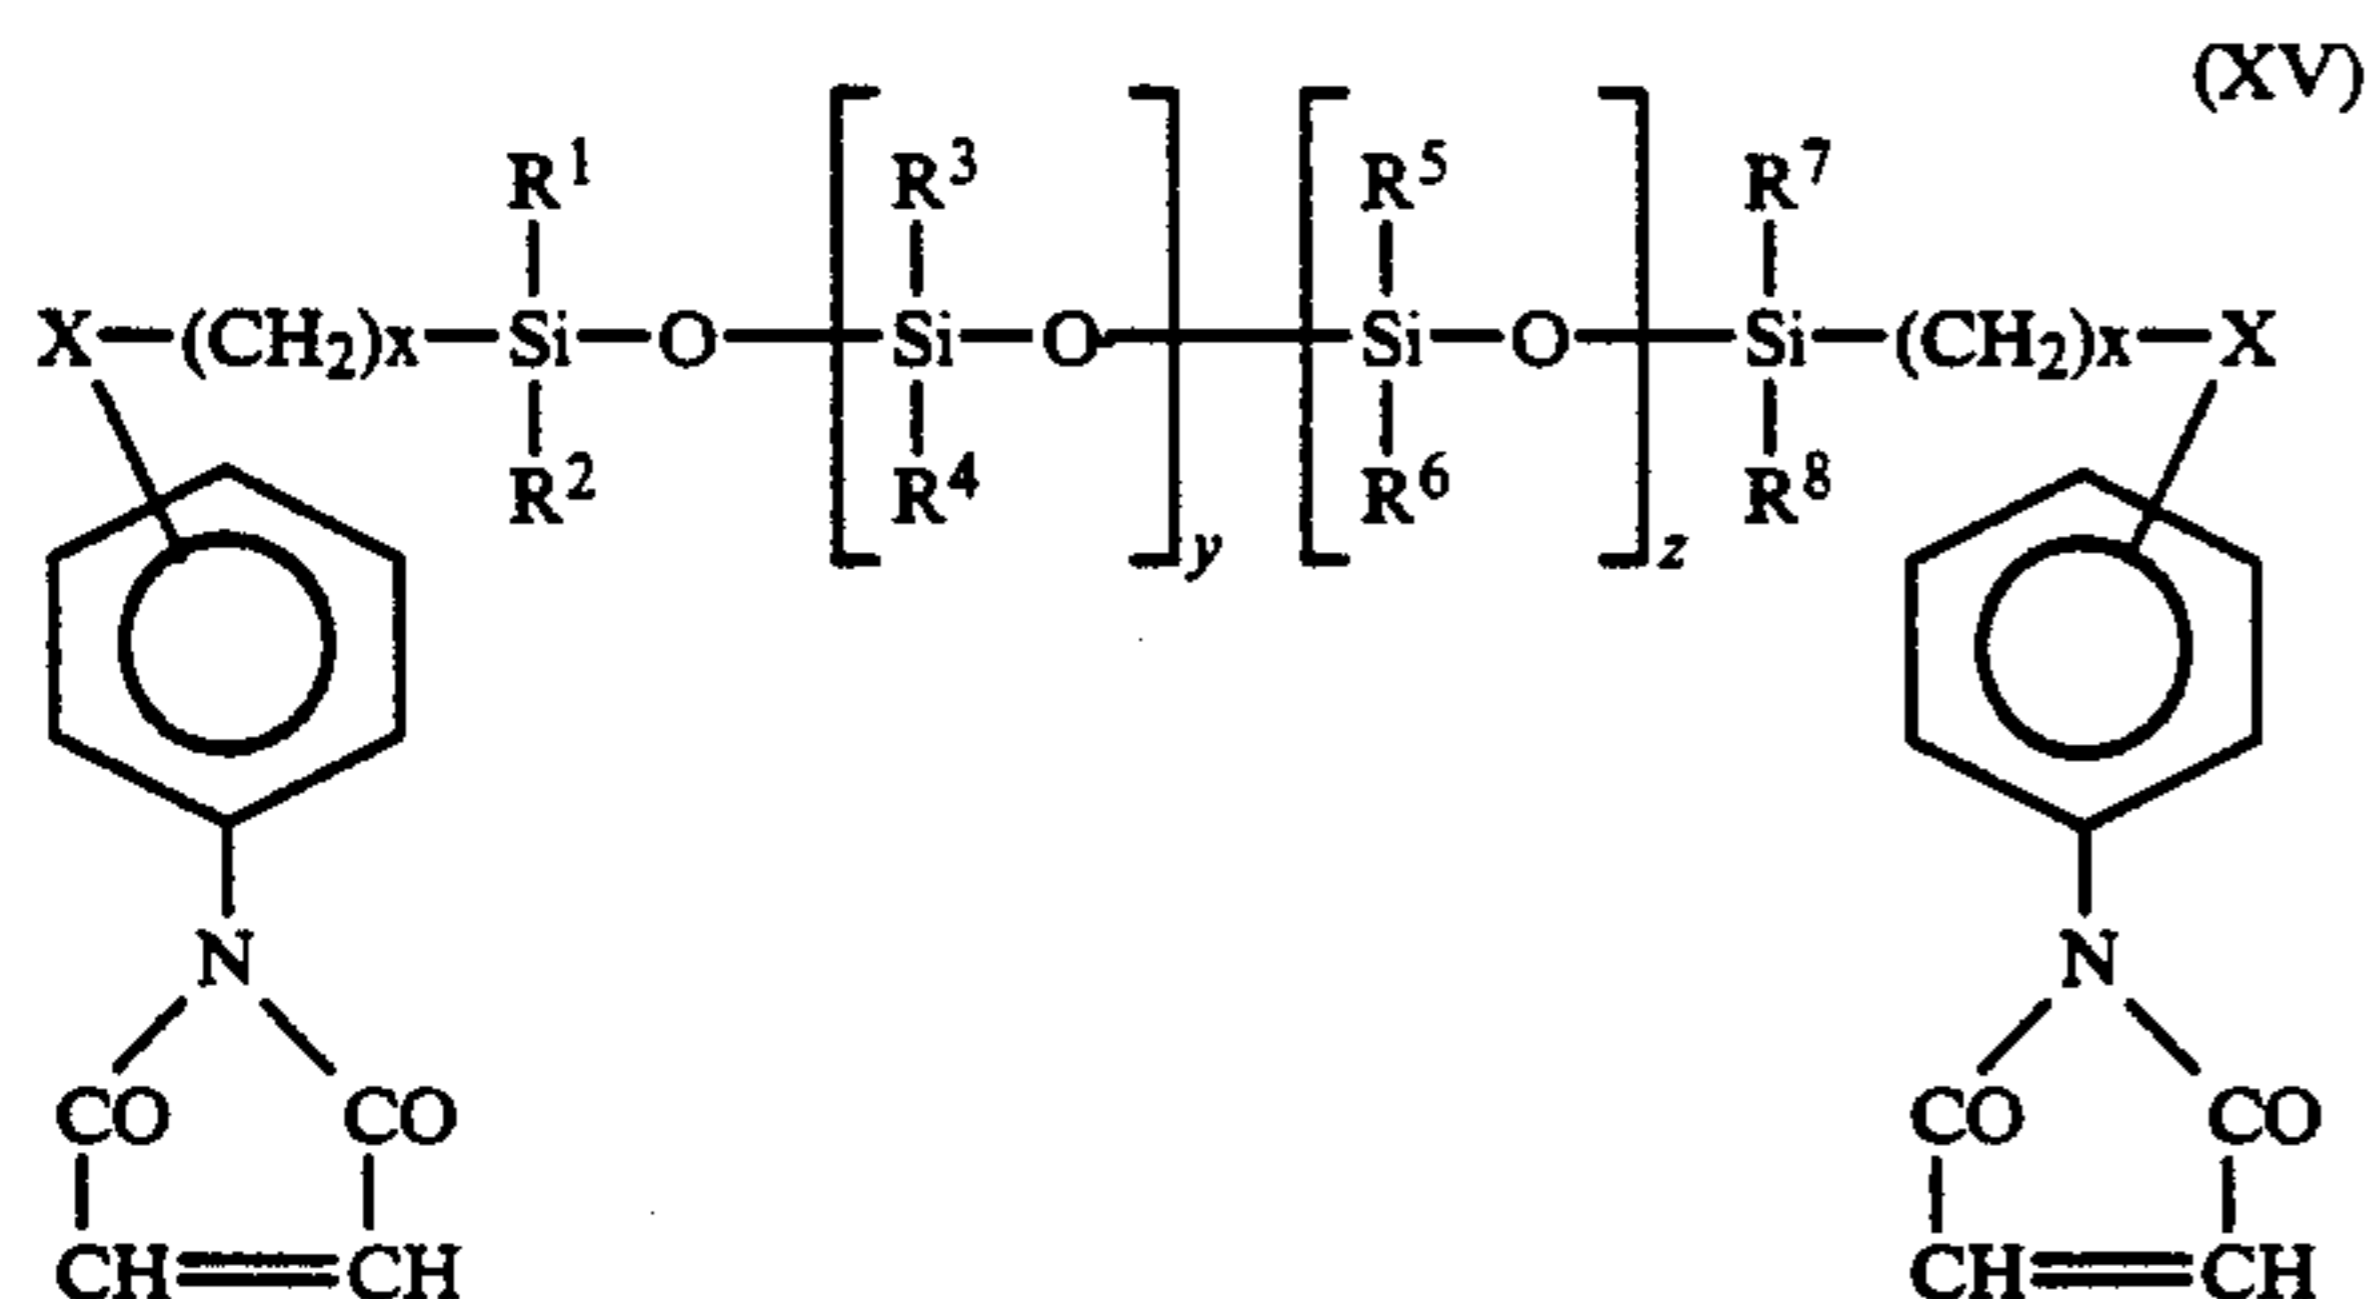 (XV)
R1 R3 R5 R7
X—(CH2)x—Si—O—[Si—O]y—[Si—O]z—Si—(CH2)x—X
R2 R4 R6 R8
N N
CO CO CO CO
CH=CH CH=CH